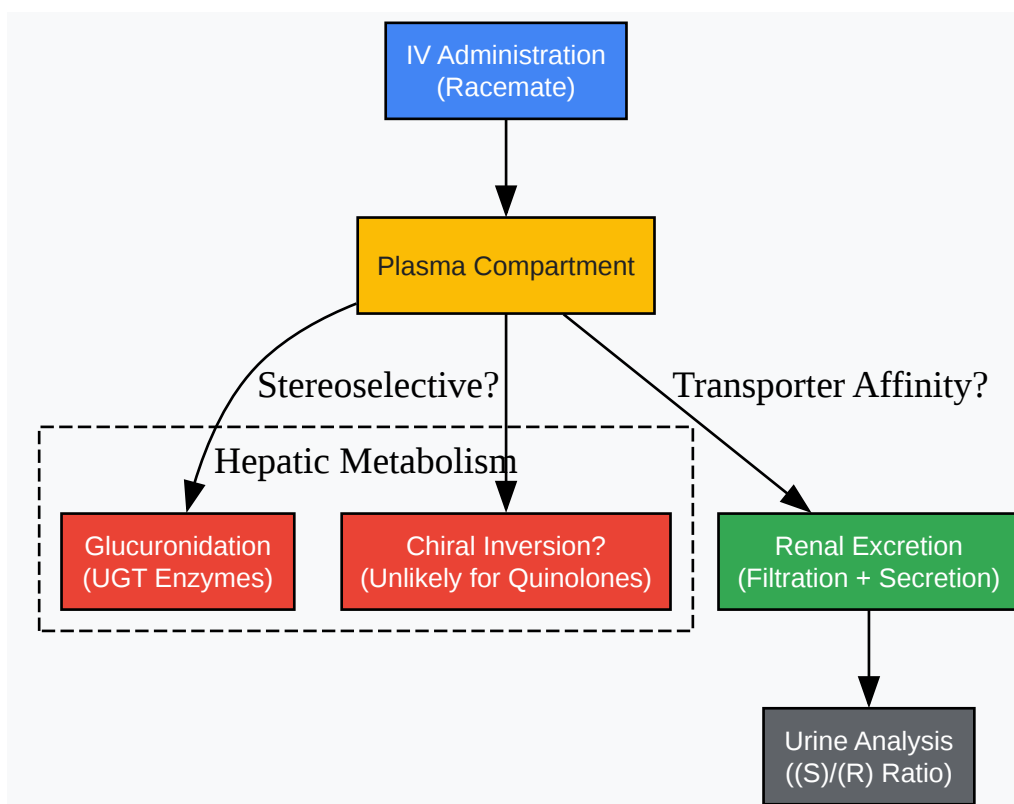 IV Administration
(Racemate)
Plasma Compartment
Stereoselective?
Transporter Affinity?
Hepatic Metabolism
Glucuronidation
(UGT Enzymes)
Chiral Inversion?
(Unlikely for Quinolones)
Renal Excretion
(Filtration + Secretion)
Urine Analysis
((S)/(R) Ratio)